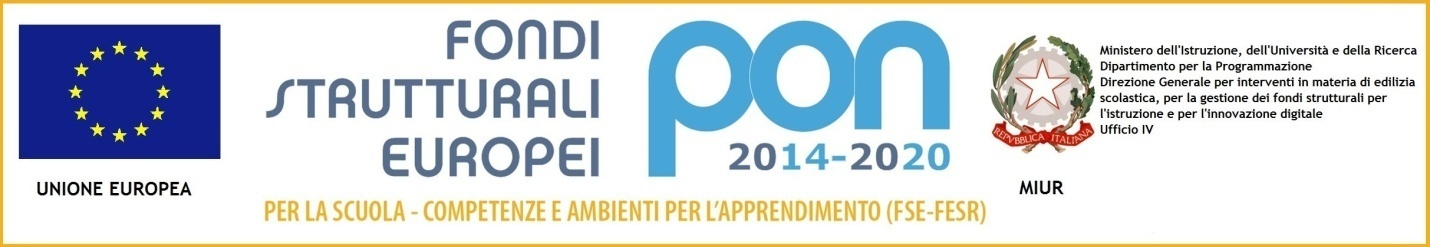 UNIONE EUROPEA
FONDI
STRUTTURALI
EUROPEI
pon
2014-2020
PER LA SCUOLA - COMPETENZE E AMBIENTI PER L'APPRENDIMENTO (FSE-FESR)
REPVBBLICA ITALIANA
MIUR
Ministero dell'Istruzione, dell'Università e della Ricerca
Dipartimento per la Programmazione
Direzione Generale per interventi in materia di edilizia
scolastica, per la gestione dei fondi strutturali per
l'istruzione e per l'innovazione digitale
Ufficio IV